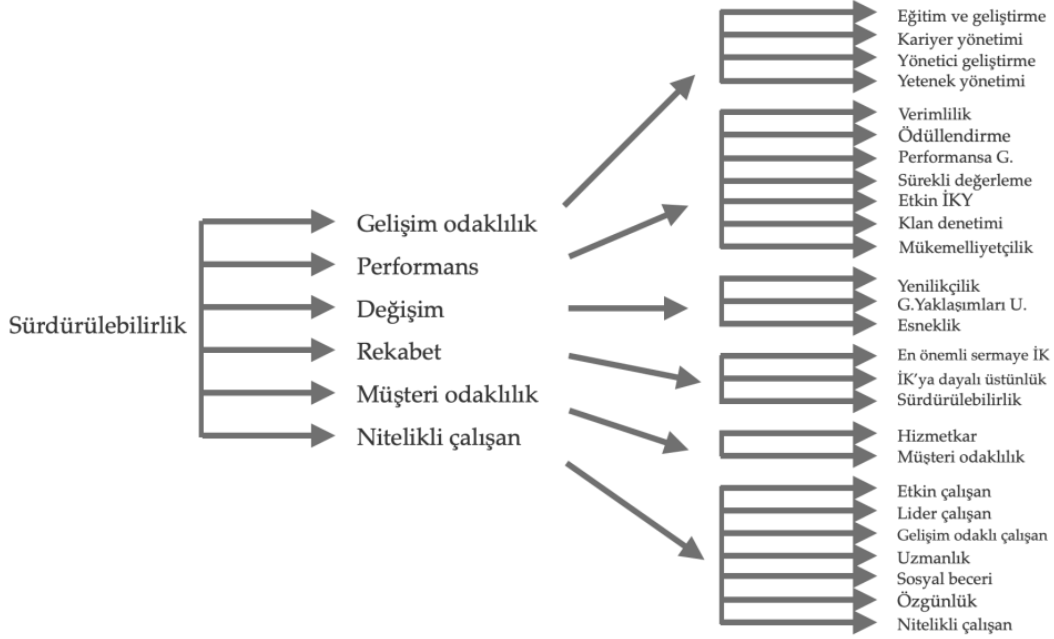 Sürdürülebilirlik
Gelişim odaklılık
Performans
Değişim
Rekabet
Müşteri odaklılık
Nitelikli çalışan
Eğitim ve geliştirme
Kariyer yönetimi
Yönetici geliştirme
Yetenek yönetimi
Verimlilik
Ödüllendirme
Performansa G.
Sürekli değerleme
Etkin İKY
Klan denetimi
Mükemelliyetçilik
Yenilikçilik
G.Yaklaşımları U.
Esneklik
En önemli sermaye İK
İK'ya dayalı üstünlük
Sürdürülebilirlik
Hizmetkar
Müşteri odaklılık
Etkin çalışan
Lider çalışan
Gelişim odaklı çalışan
Uzmanlık
Sosyal beceri
Özgünlük
Nitelikli çalışan